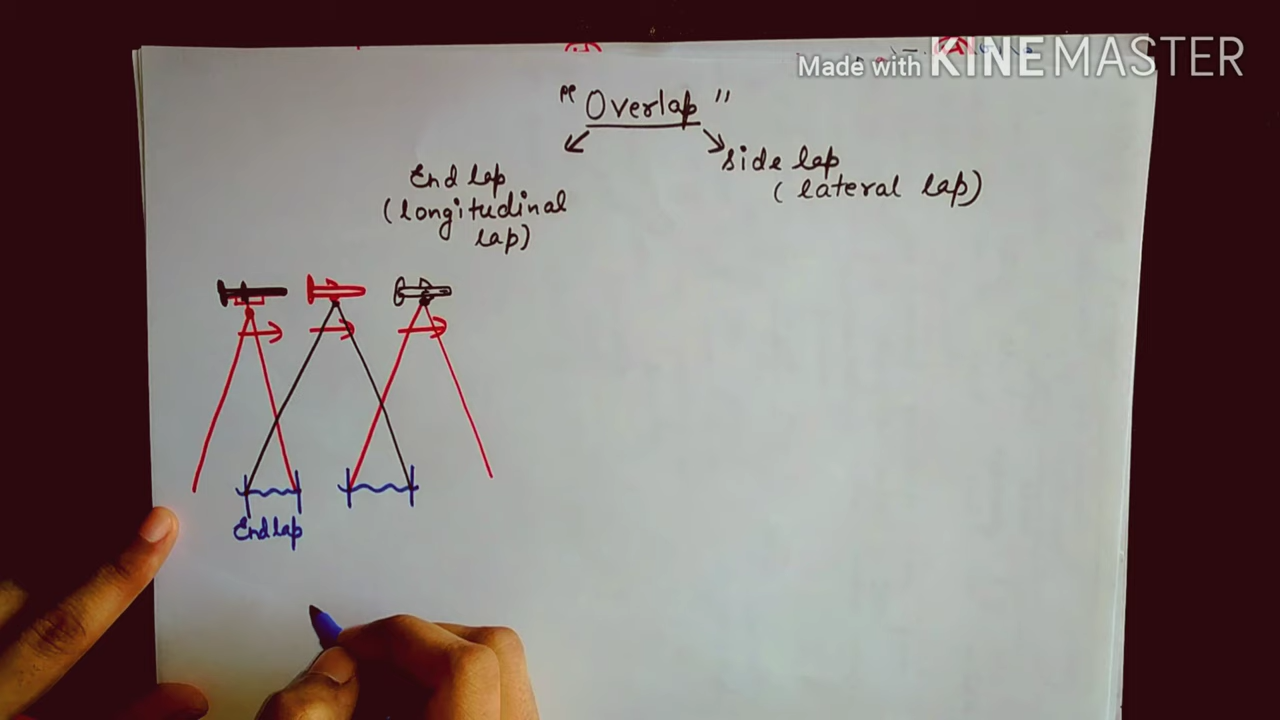 Made with KINEMASTER
"Overlap"
End lap
(longitudinal
lap)
Side lap
(lateral lap)
End lap